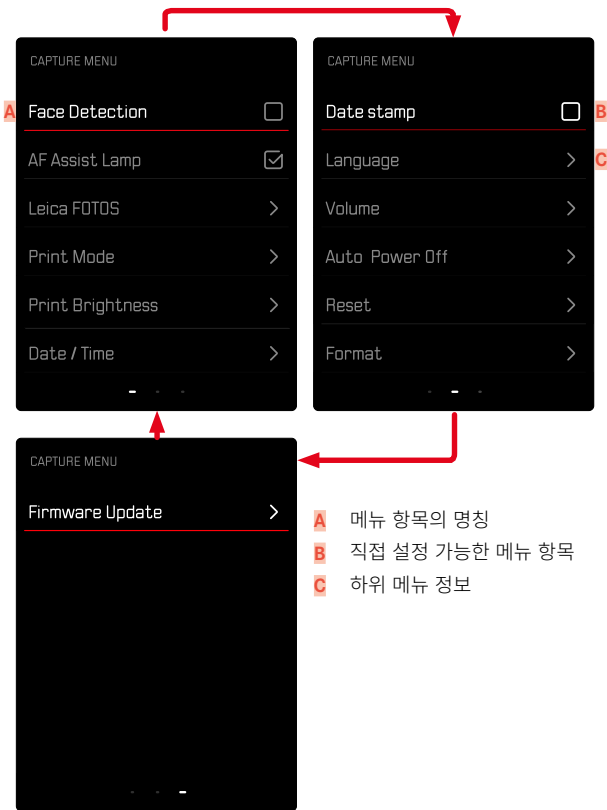 CAPTURE MENU
A
Face Detection
AF Assist Lamp
Leica FOTOS
Print Mode
Print Brightness
Date / Time
CAPTURE MENU
Date stamp
B
Language
C
Volume
Auto Power Off
Reset
Format
CAPTURE MENU
Firmware Update
A 메뉴 항목의 명칭
B 직접 설정 가능한 메뉴 항목
C 하위 메뉴 정보